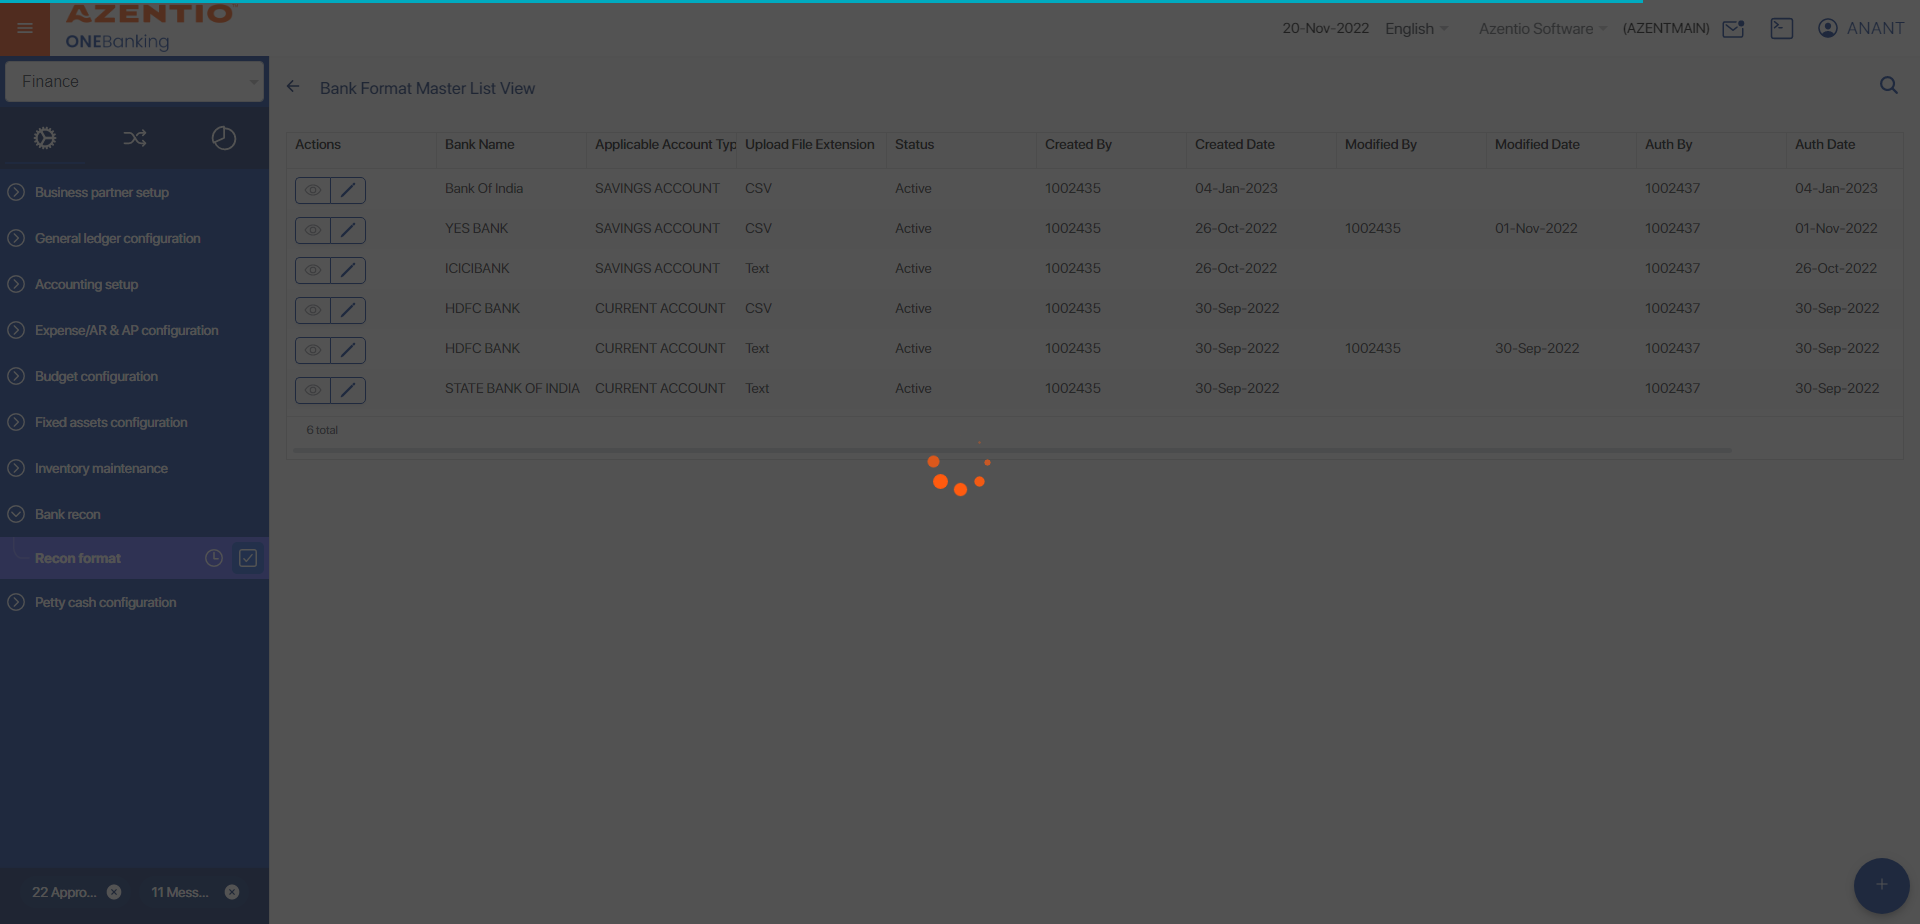 AZENTIO
ONEBanking
20-Nov-2022 English Azentio Software (AZENTMAIN) ANANT
Finance
Bank Format Master List View
Business partner setup
General ledger configuration
Accounting setup
Expense/AR & AP configuration
Budget configuration
Fixed assets configuration
Inventory maintenance
Bank recon
Recon format
Petty cash configuration
22 Appro... 11 Mess...
Actions Bank Name Applicable Account Typ Upload File Extension Status Created By Created Date Modified By Modified Date Auth By Auth Date
Bank Of India SAVINGS ACCOUNT CSV Active 1002435 04-Jan-2023 1002437 04-Jan-2023
YES BANK SAVINGS ACCOUNT CSV Active 1002435 26-Oct-2022 1002435 01-Nov-2022 1002437 01-Nov-2022
ICICIBANK SAVINGS ACCOUNT Text Active 1002435 26-Oct-2022 1002437 26-Oct-2022
HDFC BANK CURRENT ACCOUNT CSV Active 1002435 30-Sep-2022 1002437 30-Sep-2022
HDFC BANK CURRENT ACCOUNT Text Active 1002435 30-Sep-2022 1002435 30-Sep-2022 1002437 30-Sep-2022
STATE BANK OF INDIA CURRENT ACCOUNT Text Active 1002435 30-Sep-2022 1002437 30-Sep-2022
6 total